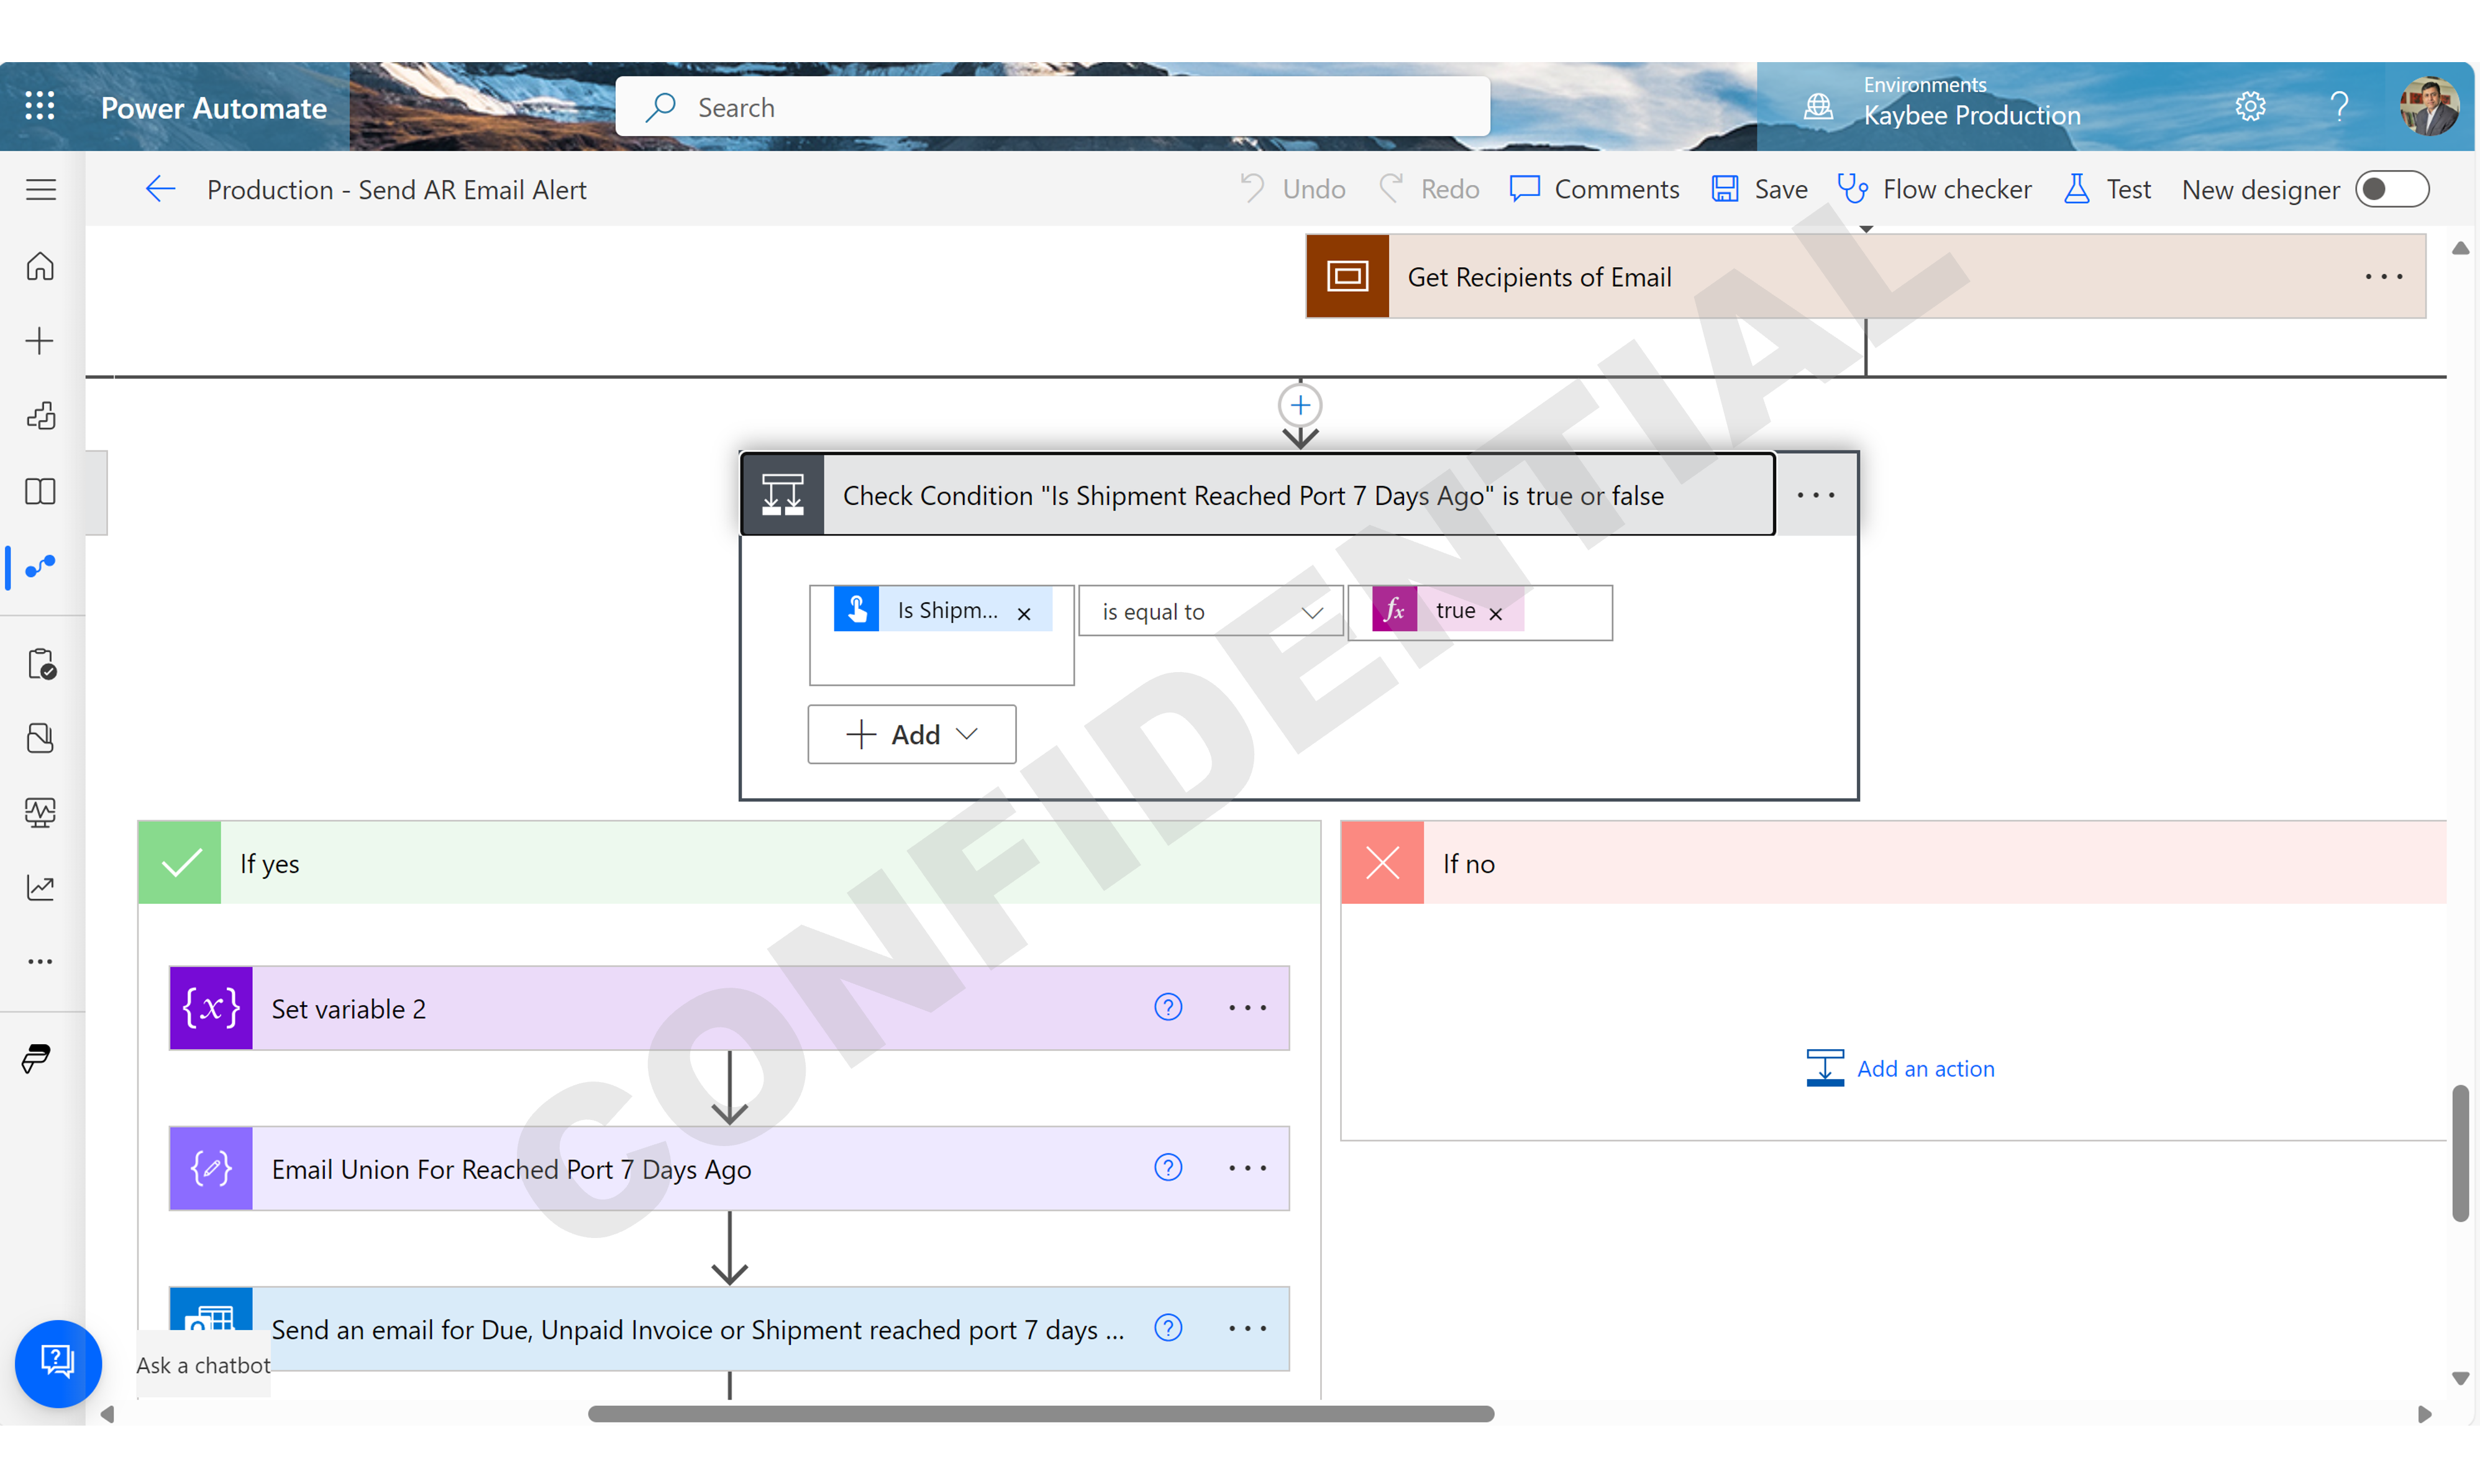 Power Automate
Search
Environments
Kaybee Production
Production - Send AR Email Alert
Undo
Redo
Comments
Save
Flow checker
Test
New designer
Get Recipients of Email
Check Condition "Is Shipment Reached Port 7 Days Ago" is true or false
Is Shipm...
is equal to
fx
true
Add
If yes
If no
{x}
Set variable 2
Add an action
Email Union For Reached Port 7 Days Ago
Send an email for Due, Unpaid Invoice or Shipment reached port 7 days ...
Ask a chatbot
CONFIDENTIAL